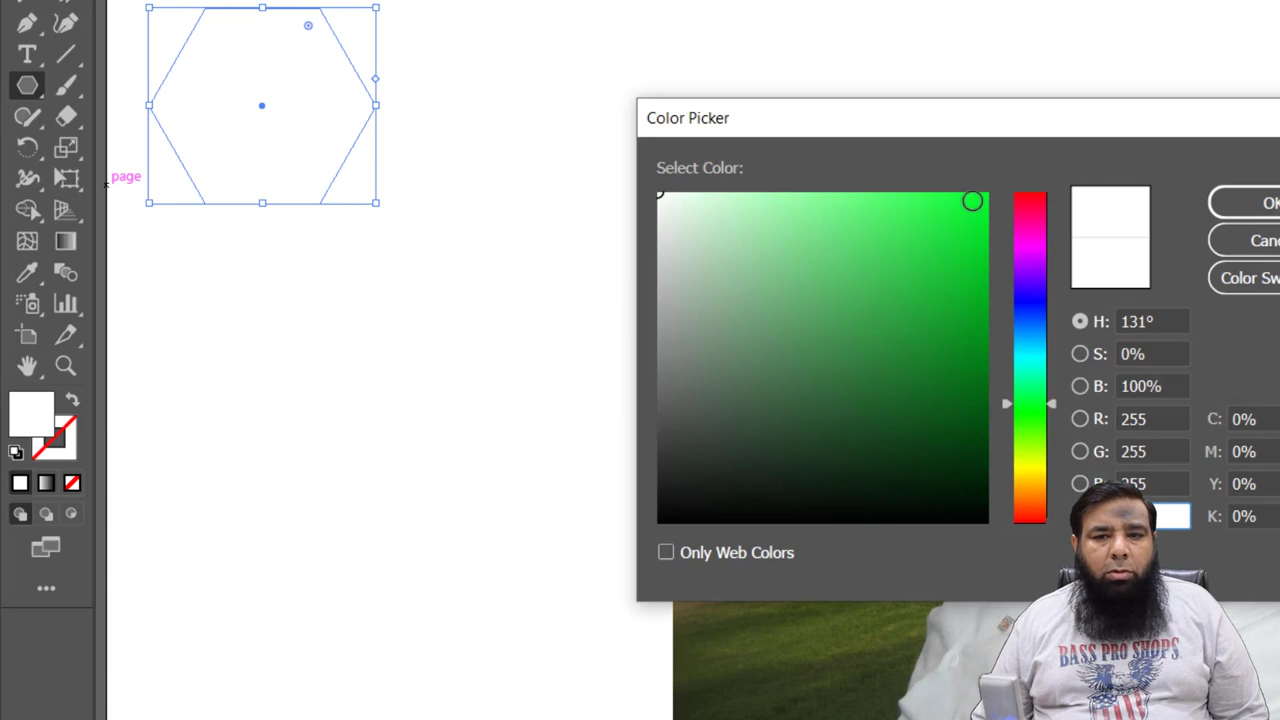 page
Color Picker
Select Color:
OK
Color Sw
H: 131°
S: 0%
B: 100%
R: 255 C: 0%
G: 255 M: 0%
255 Y: 0%
K: 0%
Only Web Colors
BASS PRO SHOPS